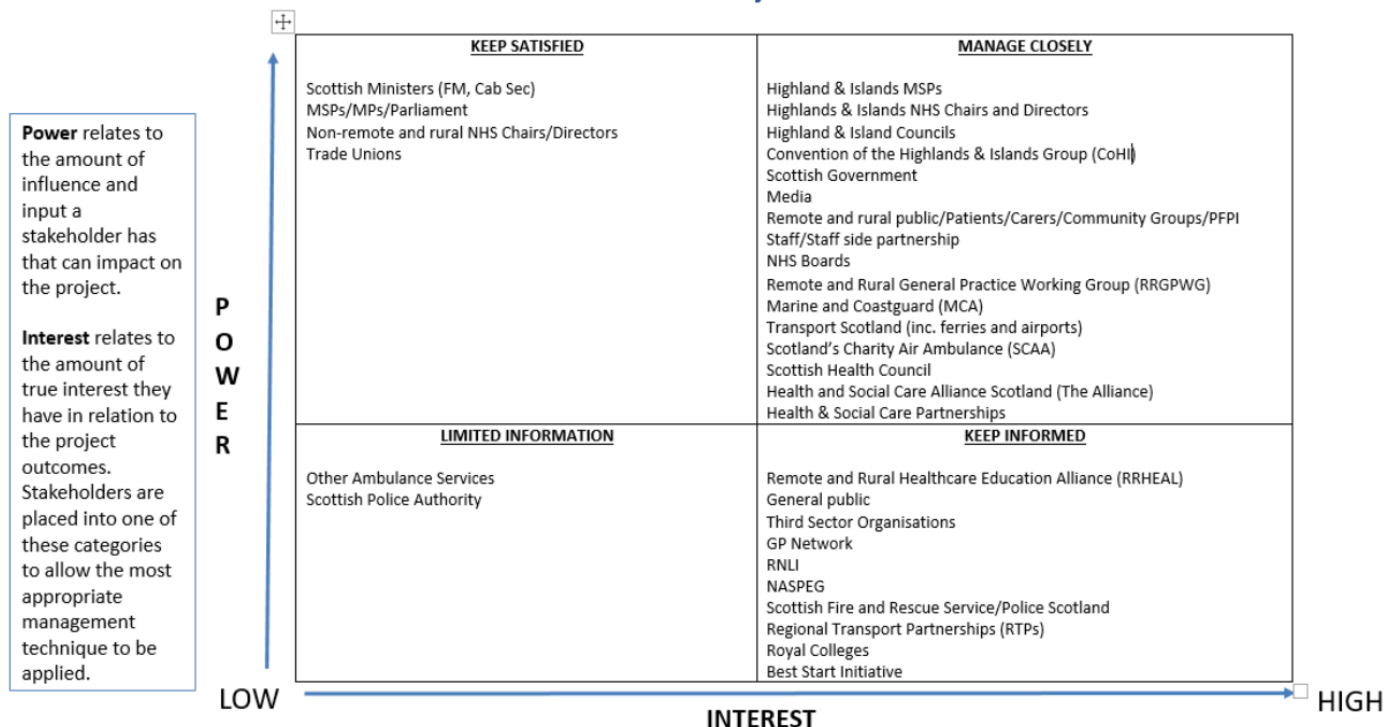 Power relates to
the amount of
influence and
input a
stakeholder has
that can impact on
the project.
Interest relates to
the amount of
true interest they
have in relation to
the project
outcomes.
Stakeholders are
placed into one of
these categories
to allow the most
appropriate
management
technique to be
applied.
P
O
W
E
R
KEEP SATISFIED
Scottish Ministers (FM, Cab Sec)
MSPs/MPs/Parliament
Non-remote and rural NHS Chairs/Directors
Trade Unions
MANAGE CLOSELY
Highland & Islands MSPs
Highlands & Islands NHS Chairs and Directors
Highland & Island Councils
Convention of the Highlands & Islands Group (CoHI)
Scottish Government
Media
Remote and rural public/Patients/Carers/Community Groups/PFPI
Staff/Staff side partnership
NHS Boards
Remote and Rural General Practice Working Group (RRGPWG)
Marine and Coastguard (MCA)
Transport Scotland (inc. ferries and airports)
Scotland's Charity Air Ambulance (SCAA)
Scottish Health Council
Health and Social Care Alliance Scotland (The Alliance)
Health & Social Care Partnerships
LIMITED INFORMATION
Other Ambulance Services
Scottish Police Authority
KEEP INFORMED
Remote and Rural Healthcare Education Alliance (RRHEAL)
General public
Third Sector Organisations
GP Network
RNLI
NASPEG
Scottish Fire and Rescue Service/Police Scotland
Regional Transport Partnerships (RTPs)
Royal Colleges
Best Start Initiative
LOW
HIGH
INTEREST